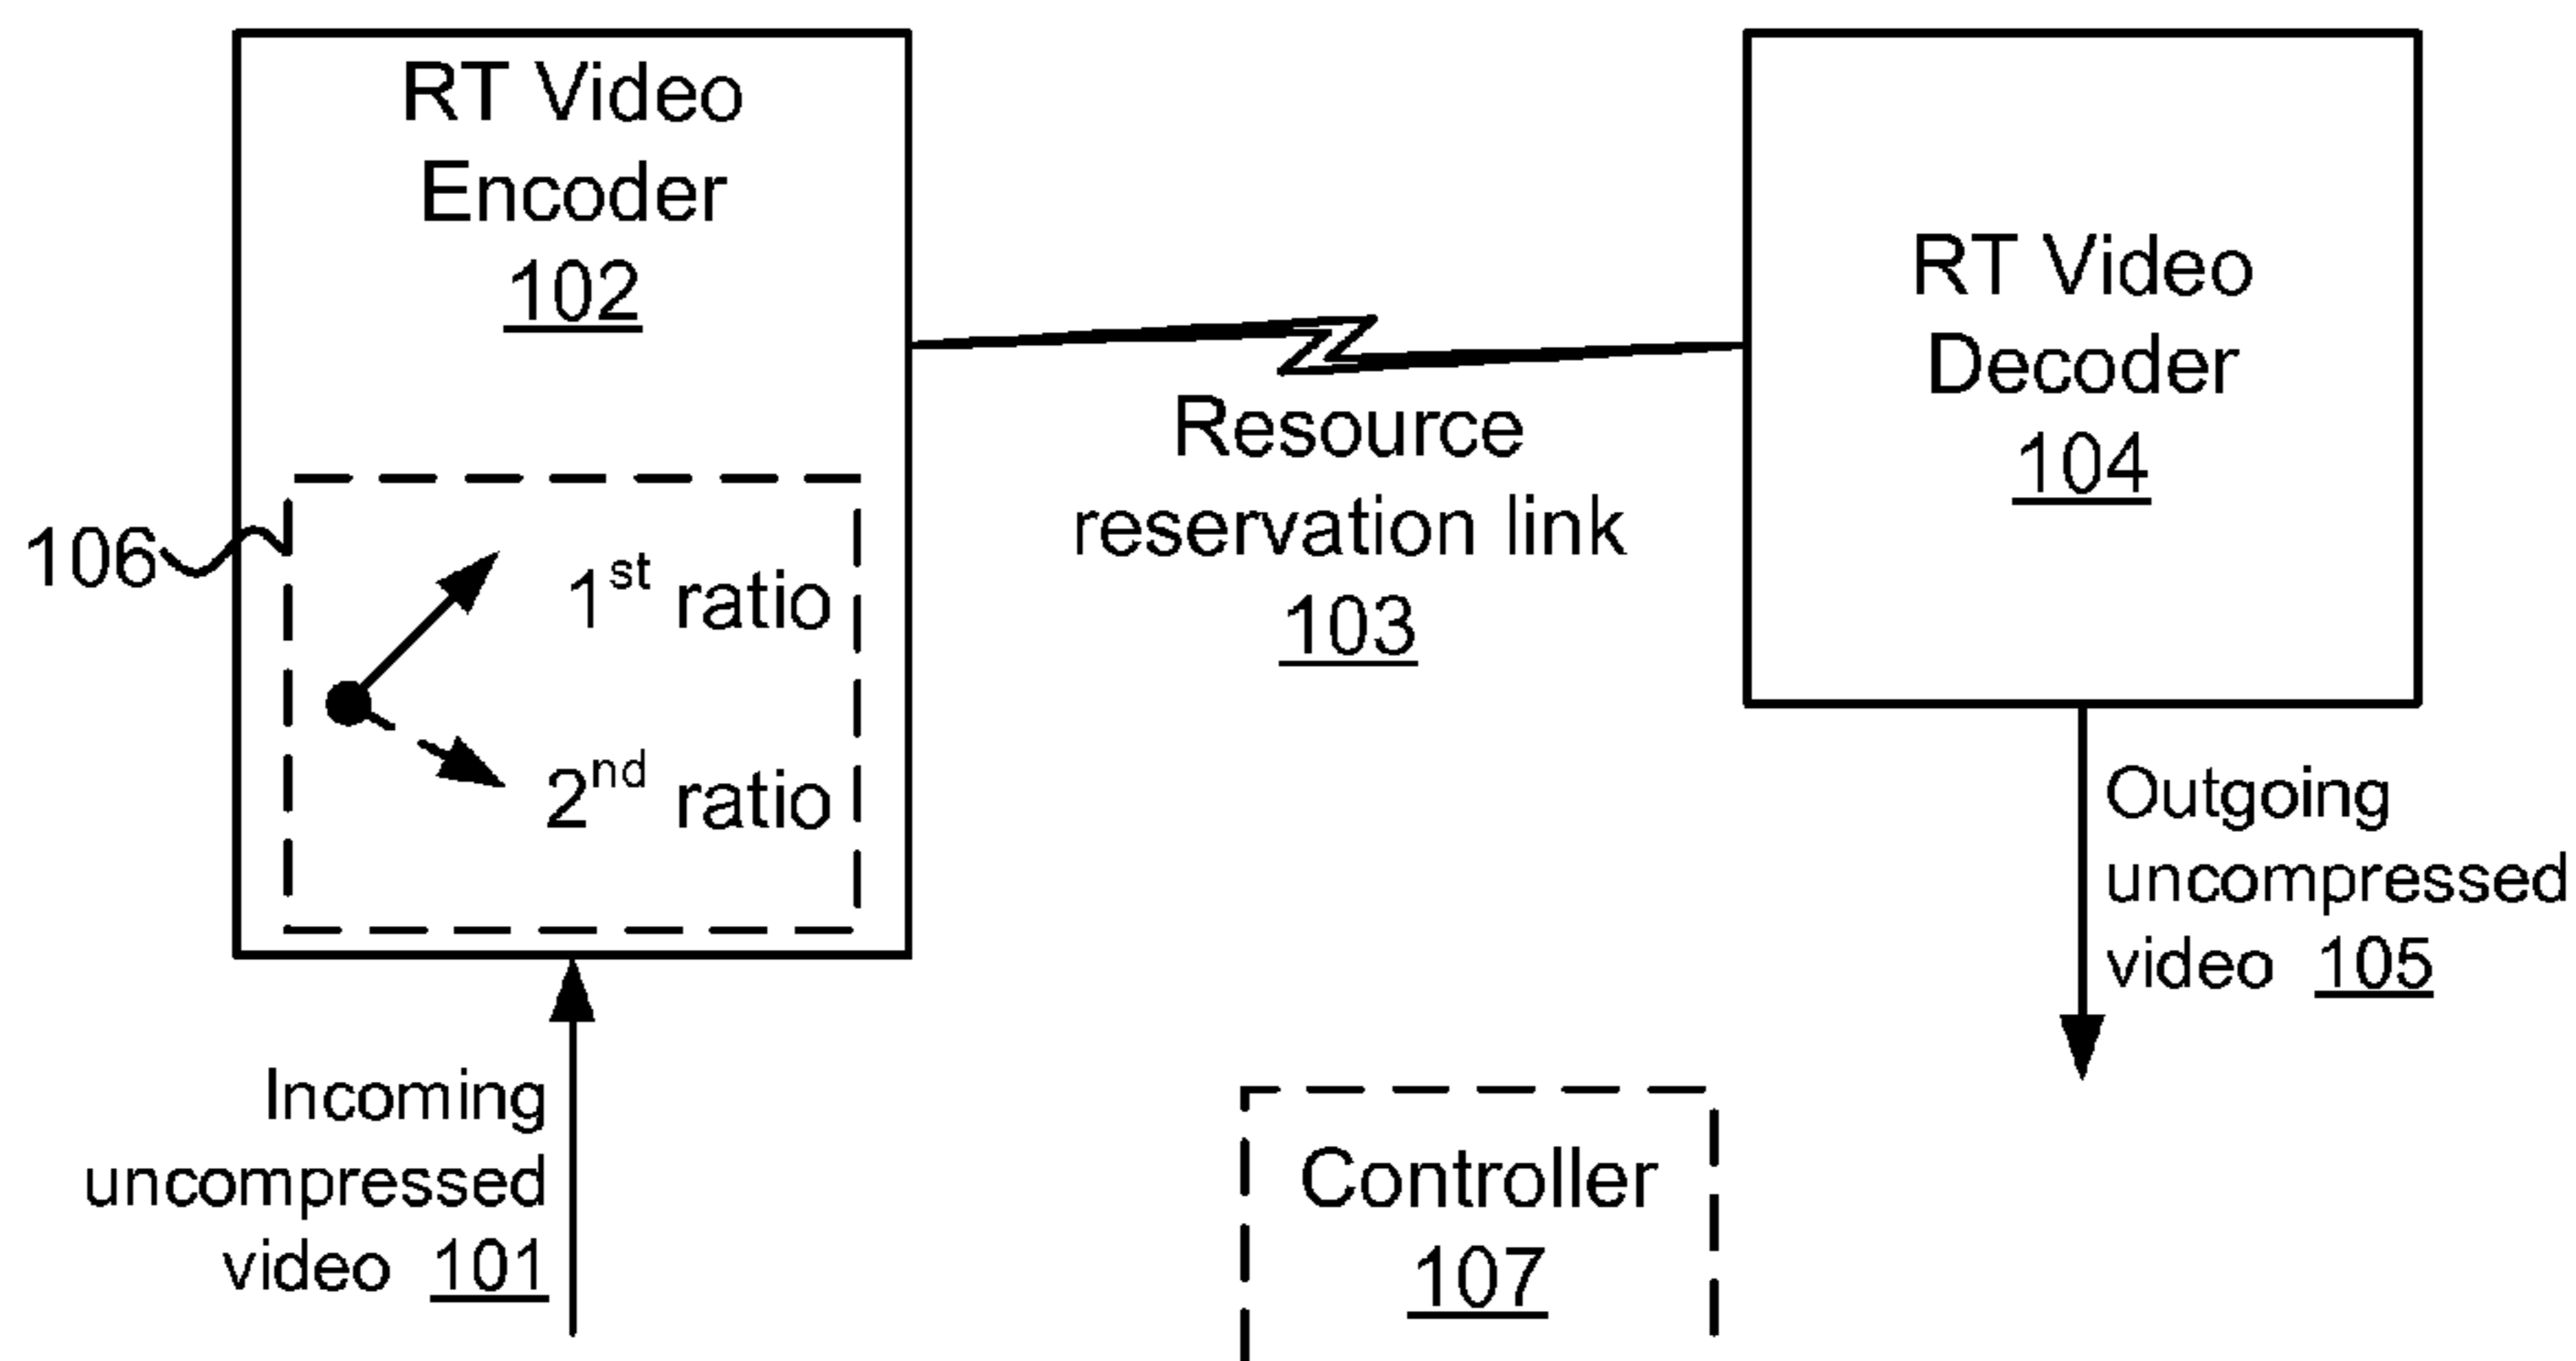 RT Video
Encoder
102
106
1st ratio
2nd ratio
Incoming
uncompressed
video 101
Resource
reservation link
103
RT Video
Decoder
104
Outgoing
uncompressed
video 105
Controller
107